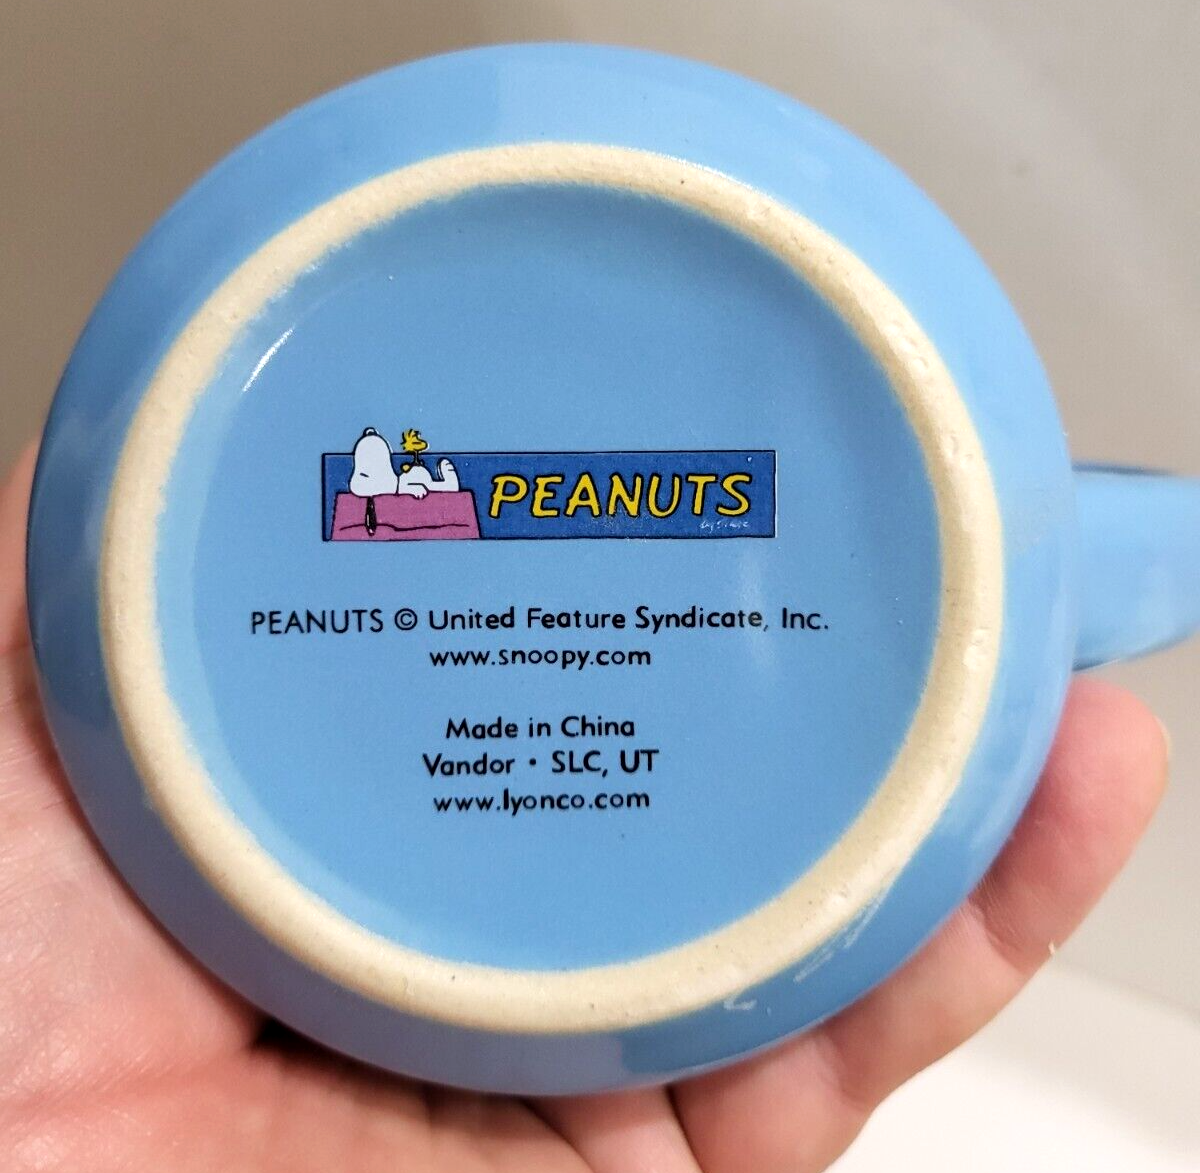 PEANUTS
PEANUTS © United Feature Syndicate, Inc.
www.snoopy.com
Made in China
Vandor • SLC, UT
www.lyonco.com